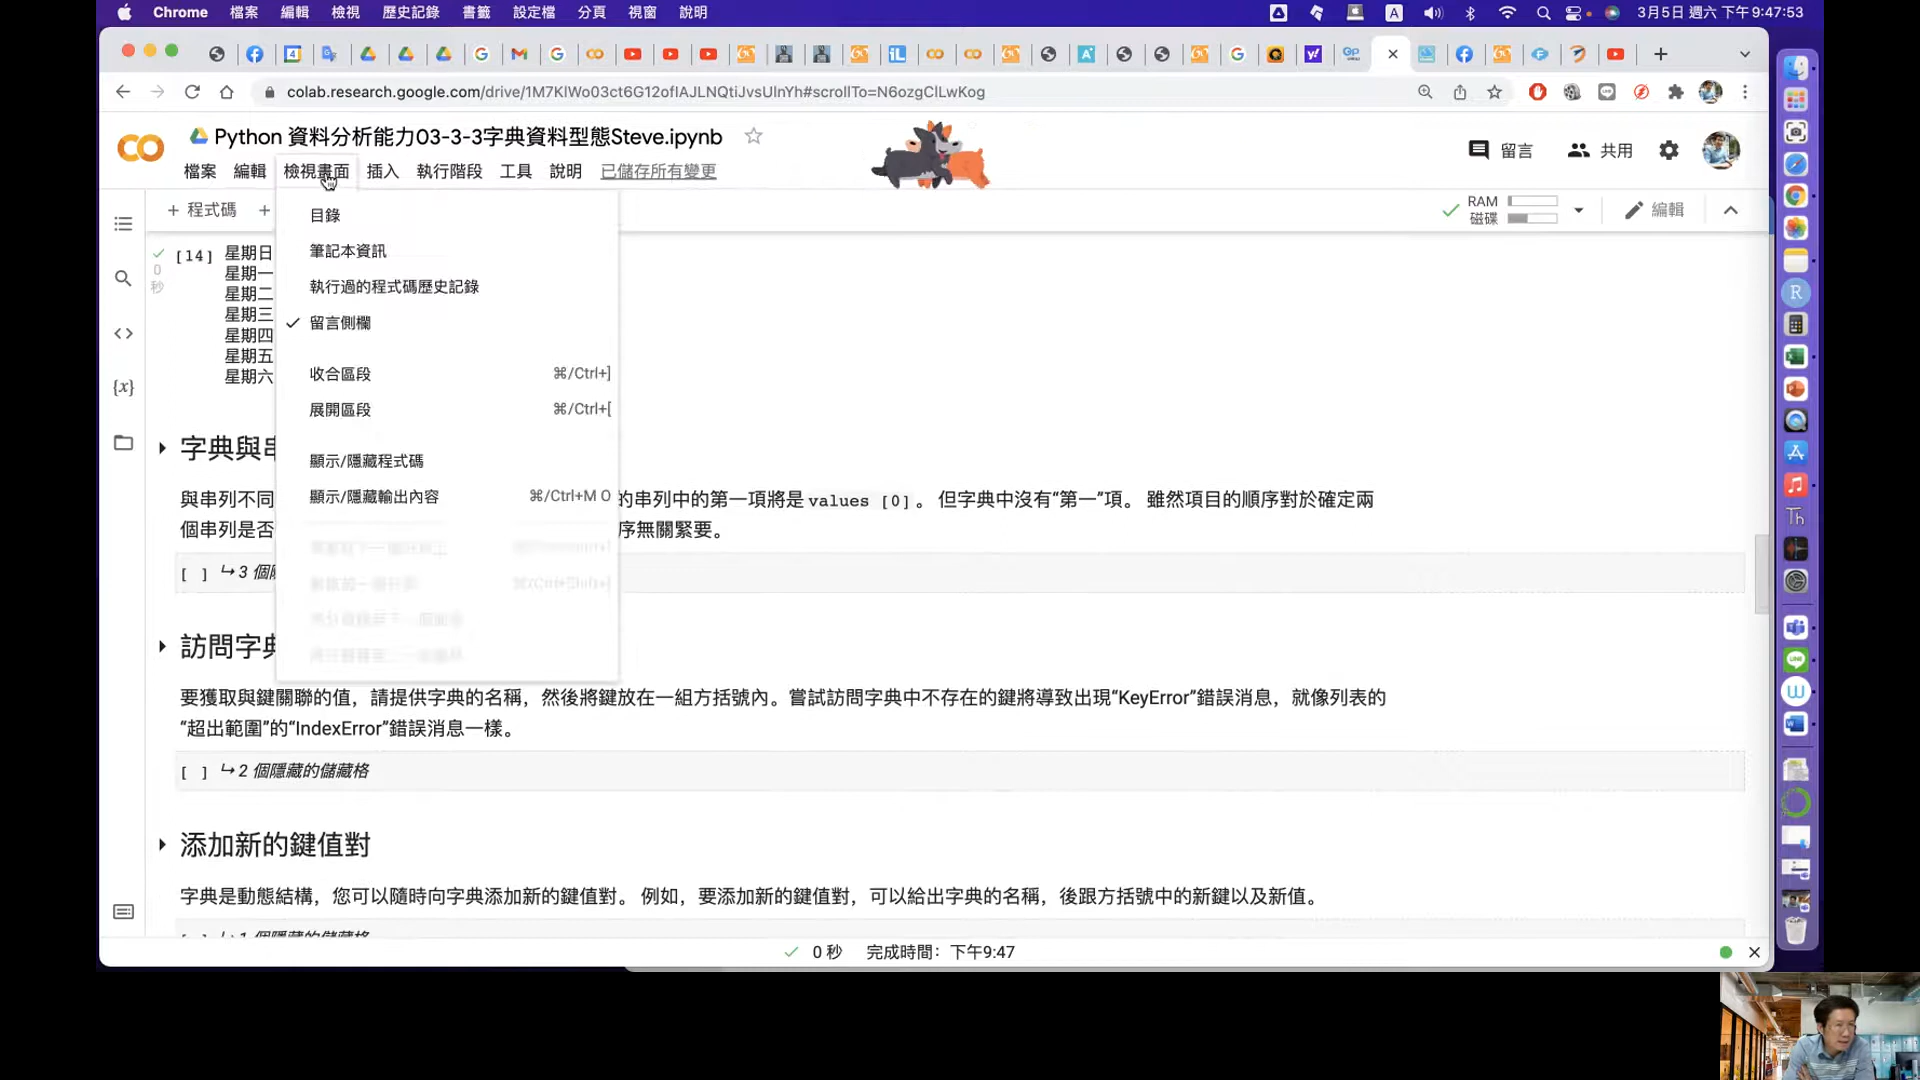 Chrome 檔案 編輯 檢視 歷史記錄 書籤 設定檔 分頁 視窗 說明 A 3月5日 週六 下午9:47:53
colab.research.google.com/drive/1M7KlWo03ct6G12oflAJLNQtiJvsUlnYh#scrollTo=N6ozgClLwKog
Python 資料分析能力03-3-3字典資料型態Steve.ipynb
留言 共用
檔案 編輯 檢視畫面 插入 執行階段 工具 說明 已儲存所有變更
+ 程式碼 +
RAM
磁碟
編輯
目錄
筆記本資訊
執行過的程式碼歷史記錄
✓ 留言側欄
收合區段 ⌘/Ctrl+]
展開區段 ⌘/Ctrl+[
顯示/隱藏程式碼
顯示/隱藏輸出內容 ⌘/Ctrl+M O
[14] 星期日
0 星期一
秒
星期二
星期三
星期四
星期五
星期六
字典與串
與串列不同 的串列中的第一項將是 values [0] 。 但字典中沒有“第一”項。 雖然項目的順序對於確定兩
個串列是否 序無關緊要。
[ ] ↳ 3 個隱
訪問字典
要獲取與鍵關聯的值，請提供字典的名稱，然後將鍵放在一組方括號內。嘗試訪問字典中不存在的鍵將導致出現“KeyError”錯誤消息，就像列表的
“超出範圍”的“IndexError”錯誤消息一樣。
[ ] ↳ 2 個隱藏的儲藏格
添加新的鍵值對
字典是動態結構，您可以隨時向字典添加新的鍵值對。 例如，要添加新的鍵值對，可以給出字典的名稱，後跟方括號中的新鍵以及新值。
[ ] ↳ 1 個隱藏的儲藏格
✓ 0 秒 完成時間：下午9:47